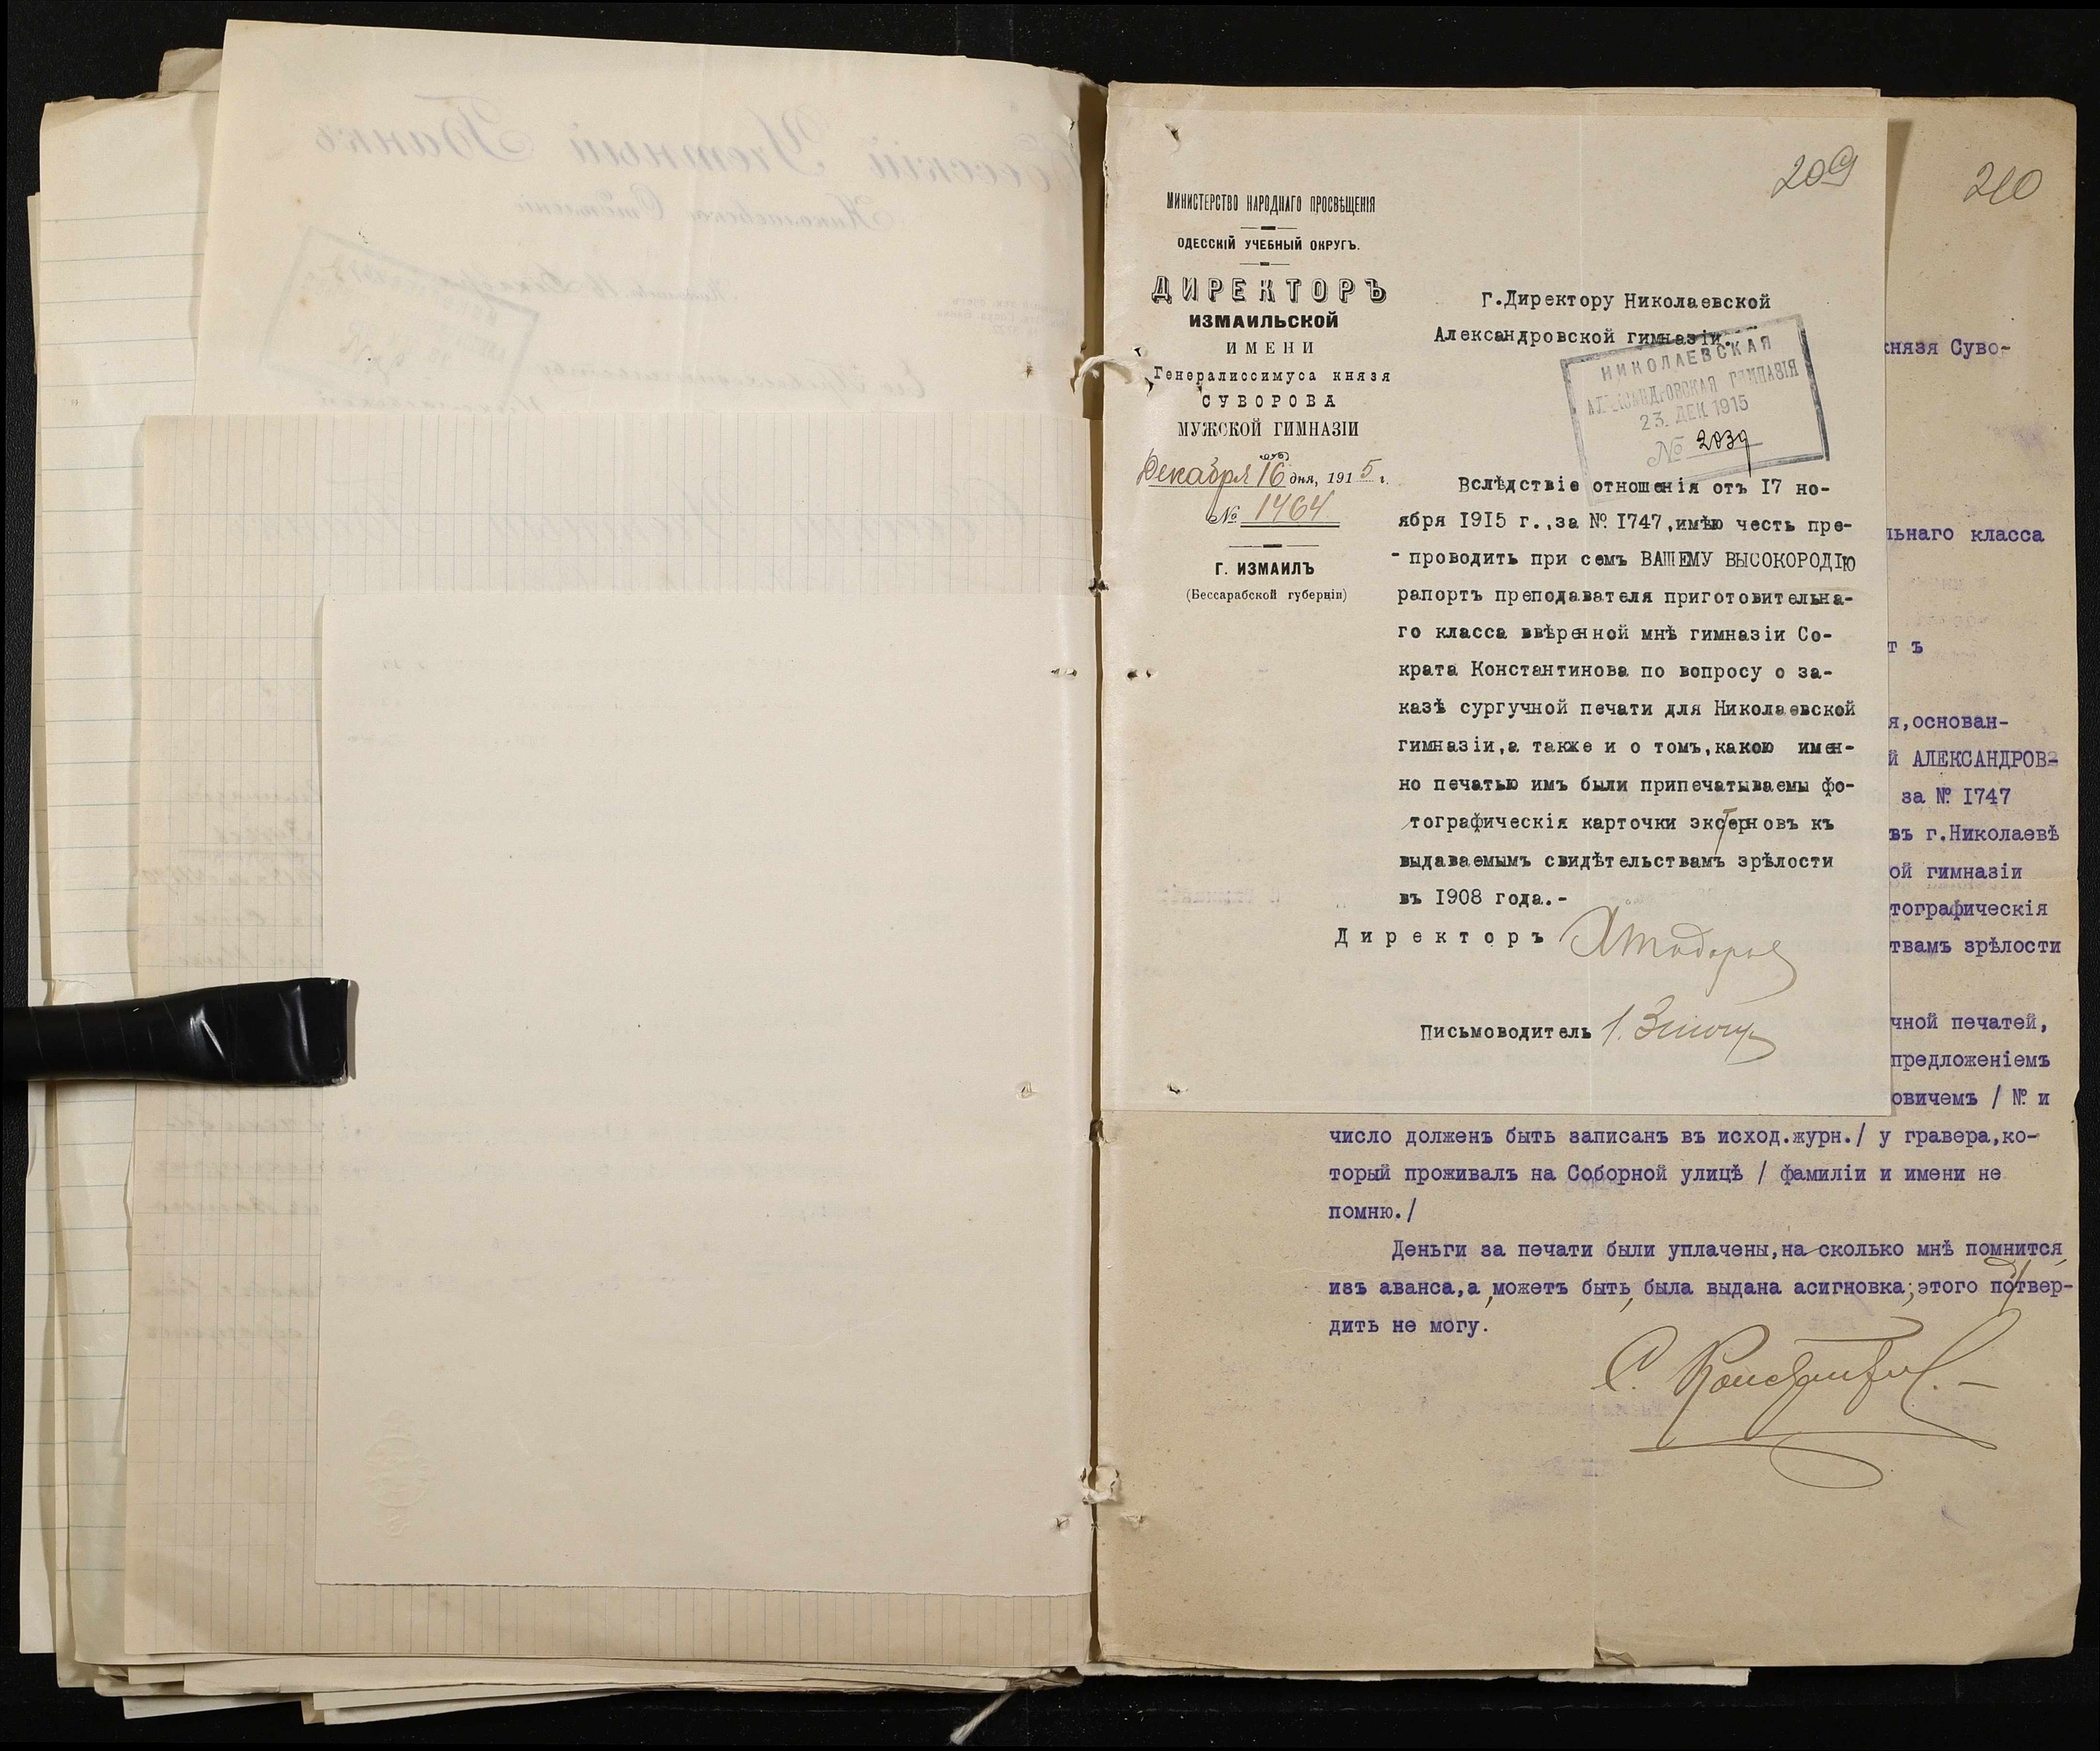 209
МИНИСТЕРСТВО НАРОДНАГО ПРОСВѢЩЕНІЯ
ОДЕССКІЙ УЧЕБНЫЙ ОКРУГЪ.
ДИРЕКТОРЪ
ИЗМАИЛЬСКОЙ
ИМЕНИ
Генералиссимуса князя
СУВОРОВА
МУЖСКОЙ ГИМНАЗІИ
Декабря 16 дня, 1915 г.
№ 1464
Г. ИЗМАИЛЪ
(Бессарабской губерніи)
Г.Директору Николаевской
Александровской гимназіи.
НИКОЛАЕВСКАЯ
АЛЕКСАНДРОВСКАЯ ГИМНАЗІЯ
23. ДЕК 1915
№ 2039
Вслѣдствіе отношенія отъ I7 но-
ября I9I5 г.,за № I747,имѣю честь пре-
-проводить при семъ ВАШЕМУ ВЫСОКОРОДІЮ
рапортъ преподавателя приготовительна-
го класса ввѣренной мнѣ гимназіи Со-
крата Константинова по вопросу о за-
казѣ сургучной печати для Николаевской
гимназіи,а также и о томъ,какою имен-
но печатью имъ были припечатываемы фо-
тографическія карточки экстерновъ къ
выдаваемымъ свидѣтельствамъ зрѣлости
въ I908 года.-
Директоръ
Письмоводитель
210
князя Суво-
льнаго класса
т ъ
я,основан-
й АЛЕКСАНДРОВ-
за № I747
въ г.Николаевѣ
ой гимназіи
тографическія
твамъ зрѣлости
чной печатей,
предложеніемъ
овичемъ / № и
число долженъ быть записанъ въ исход.журн./ у гравера,ко-
торый проживалъ на Соборной улицѣ / фамиліи и имени не
помню./
Деньги за печати были уплачены,на сколько мнѣ помнится,
изъ аванса,а,можетъ быть, была выдана асигновка;этого подтвер-
дить не могу.
С. Константинов.-